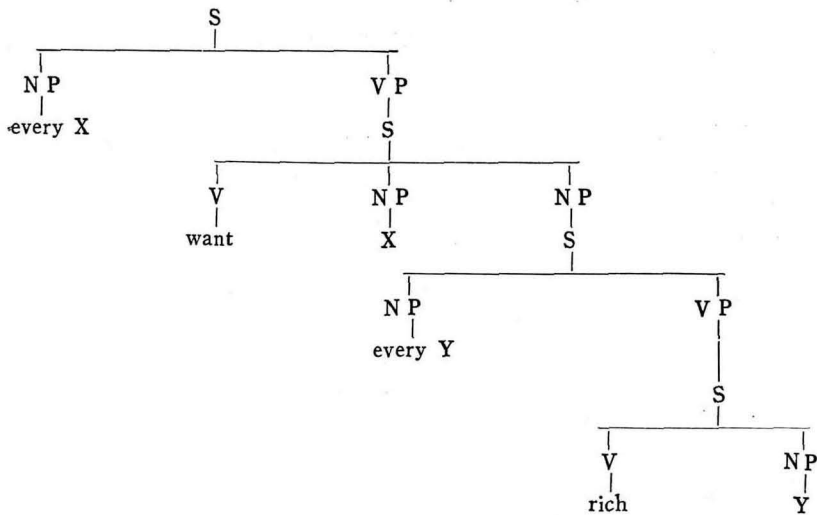 S
NP VP
every X S
V NP NP
want X S
NP VP
every Y
S
V NP
rich Y